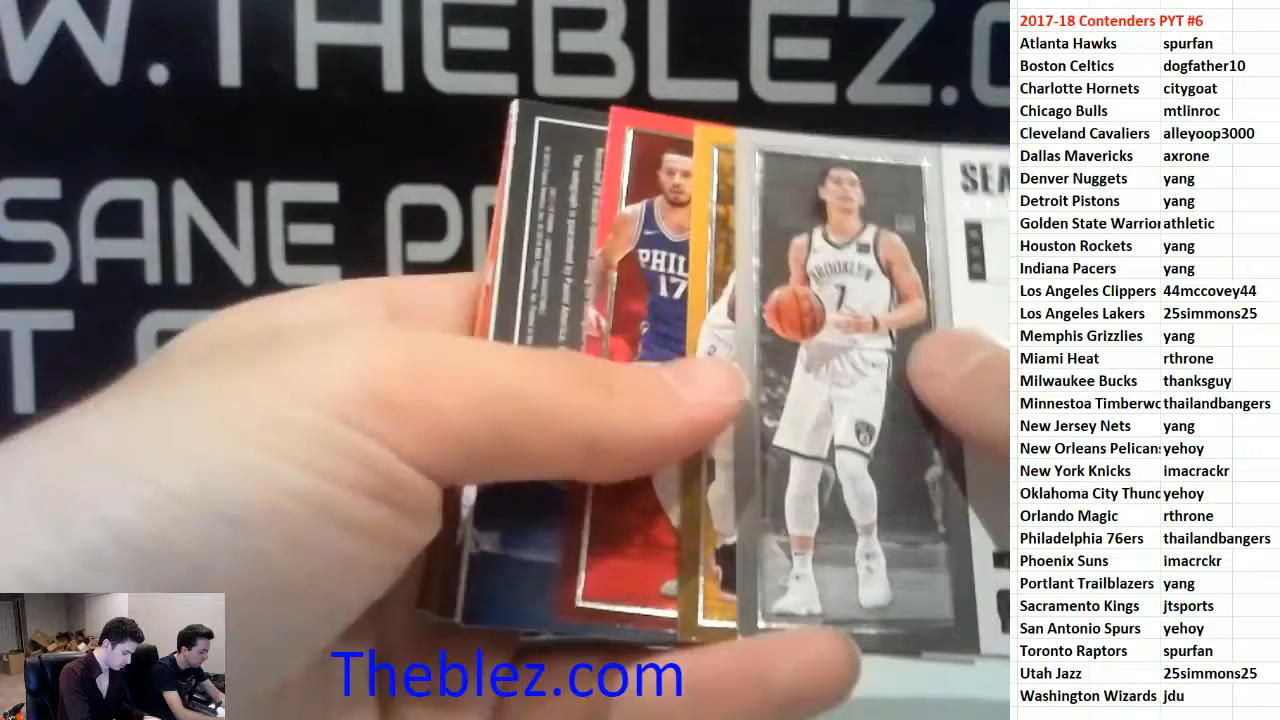 W.THEBLEZ.C
SANE P
T
SEA
PHIL
17
BROOKLYN
7
Theblez.com
2017-18 Contenders PYT #6
Atlanta Hawks spurfan
Boston Celtics dogfather10
Charlotte Hornets citygoat
Chicago Bulls mtlinroc
Cleveland Cavaliers alleyoop3000
Dallas Mavericks axrone
Denver Nuggets yang
Detroit Pistons yang
Golden State Warrior athletic
Houston Rockets yang
Indiana Pacers yang
Los Angeles Clippers 44mccovey44
Los Angeles Lakers 25simmons25
Memphis Grizzlies yang
Miami Heat rthrone
Milwaukee Bucks thanksguy
Minnestoa Timberwo thailandbangers
New Jersey Nets yang
New Orleans Pelicans yehoy
New York Knicks imacrackr
Oklahoma City Thund yehoy
Orlando Magic rthrone
Philadelphia 76ers thailandbangers
Phoenix Suns imacrckr
Portlant Trailblazers yang
Sacramento Kings jtsports
San Antonio Spurs yehoy
Toronto Raptors spurfan
Utah Jazz 25simmons25
Washington Wizards jdu